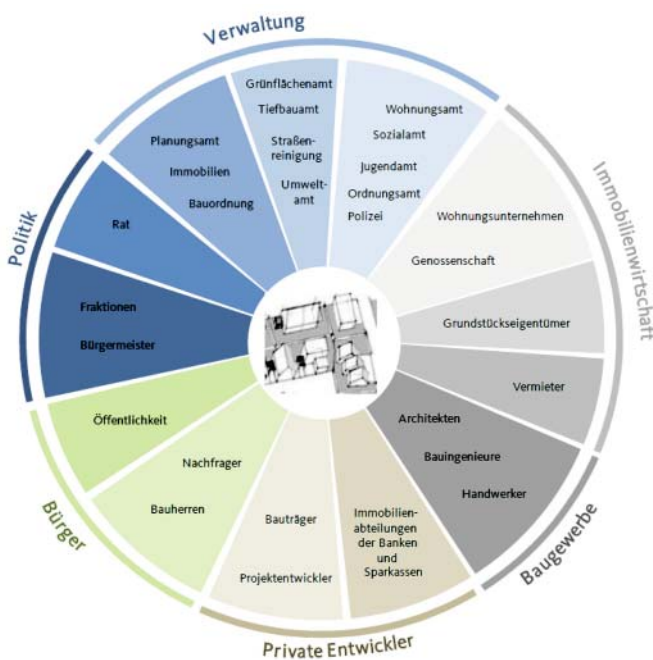 Verwaltung
Grünflächenamt
Tiefbauamt
Straßen-
reinigung
Umwelt-
amt
Wohnungsamt
Sozialamt
Jugendamt
Ordnungsamt
Polizei
Planungsamt
Immobilien
Bauordnung
Immobilienwirtschaft
Wohnungsunternehmen
Genossenschaft
Grundstückseigentümer
Vermieter
Baugewerbe
Architekten
Bauingenieure
Handwerker
Private Entwickler
Immobilien-
abteilungen
der Banken
und
Sparkassen
Bauträger
Projektentwickler
Bürger
Nachfrager
Bauherren
Öffentlichkeit
Politik
Fraktionen
Bürgermeister
Rat